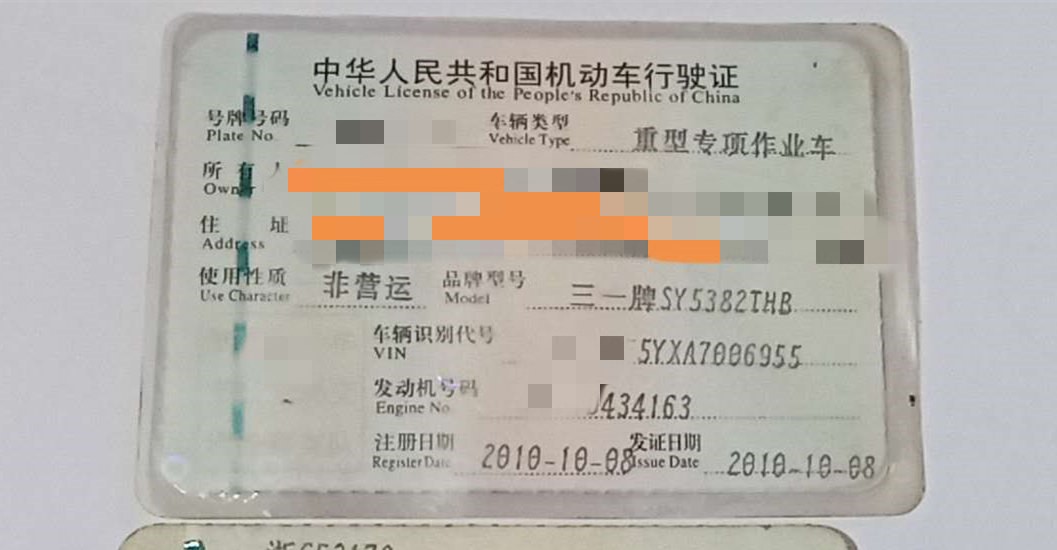 中华人民共和国机动车行驶证
Vehicle License of the People's Republic of China
号牌号码 车辆类型 重型专项作业车
Plate No. Vehicle Type
所有人
Owner
住址
Address
使用性质 非营运 品牌型号 三一牌SY5382THB
Use Character Model
车辆识别代号 5YXA7006955
VIN
发动机号码 J434163
Engine No.
注册日期 2010-10-08 发证日期 2010-10-08
Register Date Issue Date